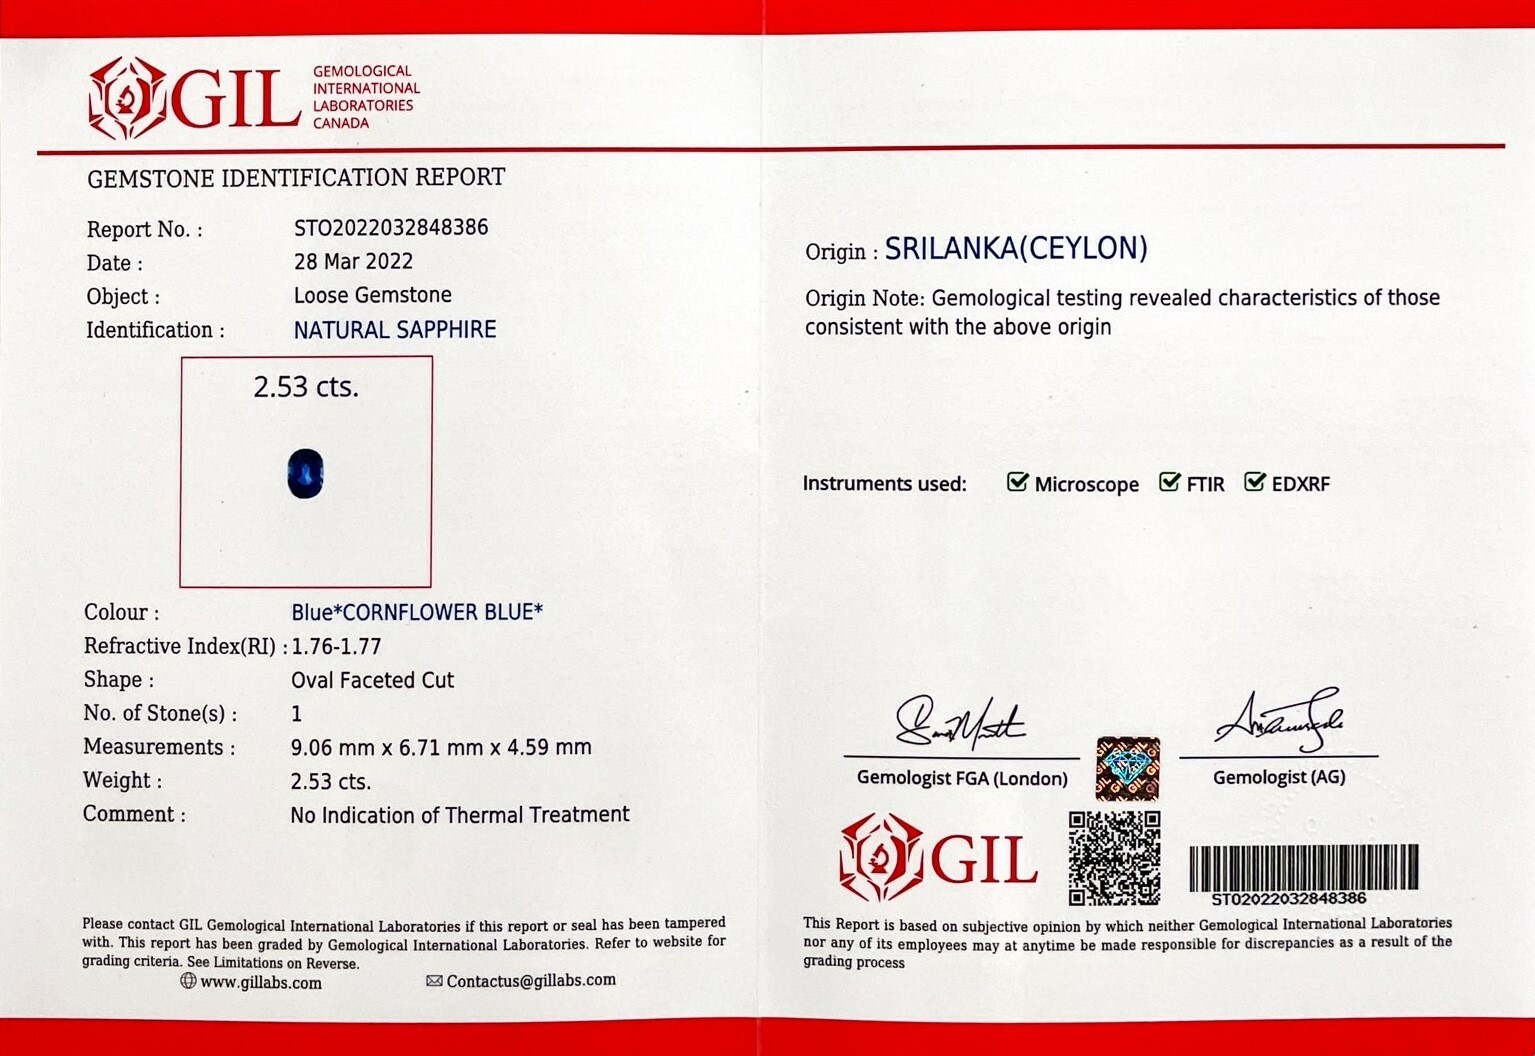 GIL
GEMOLOGICAL
INTERNATIONAL
LABORATORIES
CANADA
GEMSTONE IDENTIFICATION REPORT
Report No. : STO2022032848386
Date : 28 Mar 2022
Object : Loose Gemstone
Identification : NATURAL SAPPHIRE
2.53 cts.
Colour : Blue*CORNFLOWER BLUE*
Refractive Index(RI) : 1.76-1.77
Shape : Oval Faceted Cut
No. of Stone(s) : 1
Measurements : 9.06 mm x 6.71 mm x 4.59 mm
Weight : 2.53 cts.
Comment : No Indication of Thermal Treatment
Please contact GIL Gemological International Laboratories if this report or seal has been tampered
with. This report has been graded by Gemological International Laboratories. Refer to website for
grading criteria. See Limitations on Reverse.
www.gillabs.com Contactus@gillabs.com
Origin : SRILANKA(CEYLON)
Origin Note: Gemological testing revealed characteristics of those
consistent with the above origin
Instruments used: Microscope FTIR EDXRF
Gemologist FGA (London) Gemologist (AG)
GIL
STO2022032848386
This Report is based on subjective opinion by which neither Gemological International Laboratories
nor any of its employees may at anytime be made responsible for discrepancies as a result of the
grading process